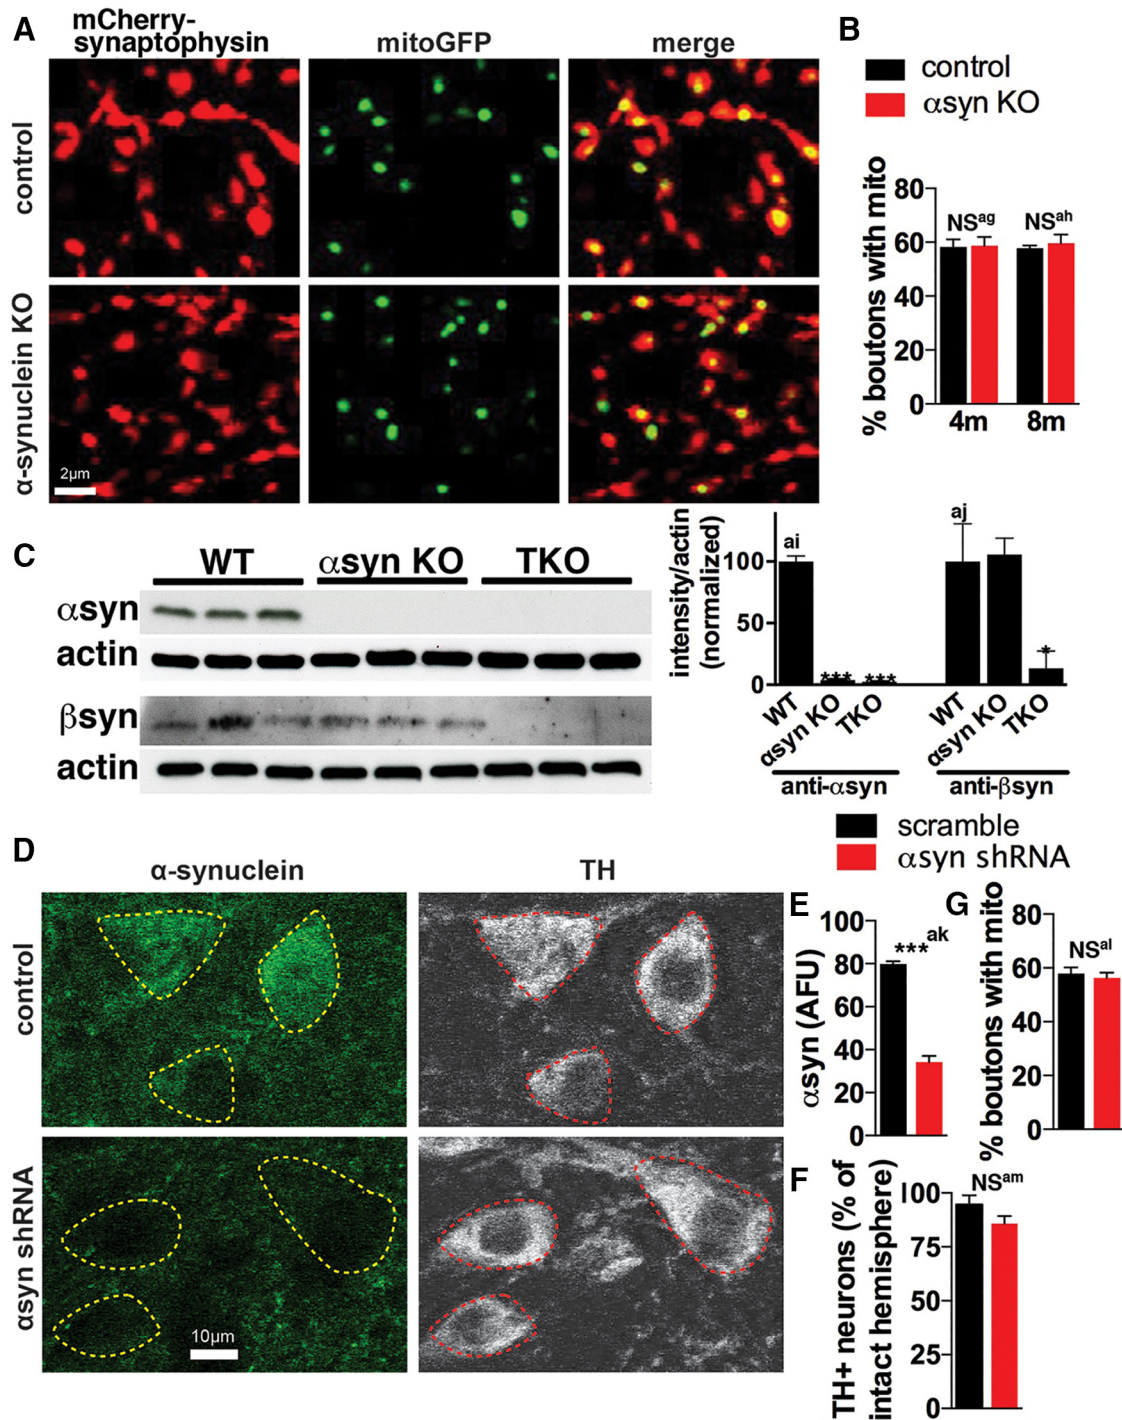 A
mCherry-
synaptophysin
mitoGFP
merge
control
α-synuclein KO
2µm
B
control
αsyn KO
% boutons with mito
80
60
40
20
0
NSag
NSah
4m
8m
C
WT
αsyn KO
TKO
αsyn
actin
βsyn
actin
intensity/actin
(normalized)
100
50
0
ai
***
***
aj
*
WT
αsyn KO
TKO
WT
αsyn KO
TKO
anti-αsyn
anti-βsyn
D
α-synuclein
TH
control
αsyn shRNA
10µm
scramble
αsyn shRNA
E
αsyn (AFU)
100
80
60
40
20
0
***ak
G
% boutons with mito
80
60
40
20
0
NSal
F
TH+ neurons (% of
intact hemisphere)
100
75
50
25
0
NSam